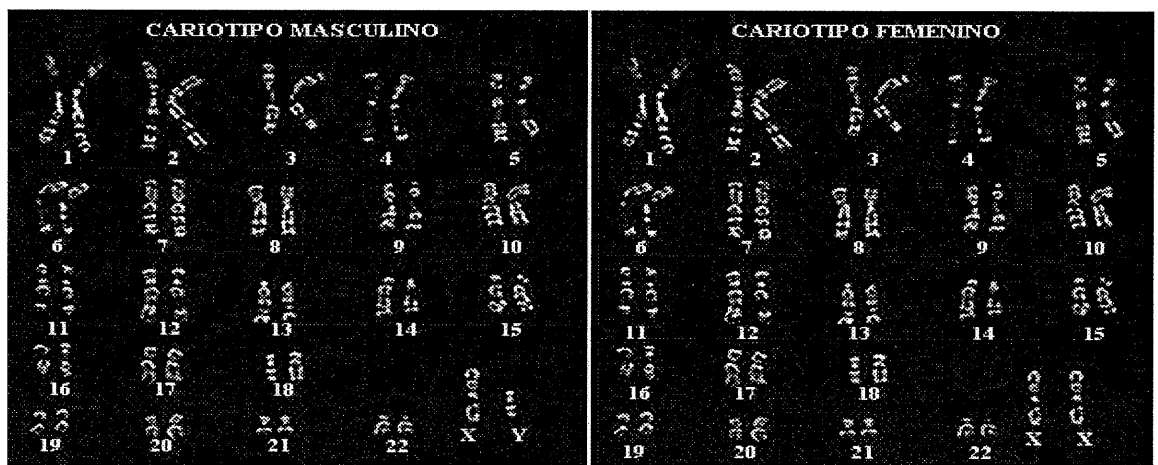 CARIOTIPO MASCULINO
1 2 3 4 5
6 7 8 9 10
11 12 13 14 15
16 17 18
19 20 21 22 X Y
CARIOTIPO FEMENINO
1 2 3 4 5
6 7 8 9 10
11 12 13 14 15
16 17 18
19 20 21 22 X X